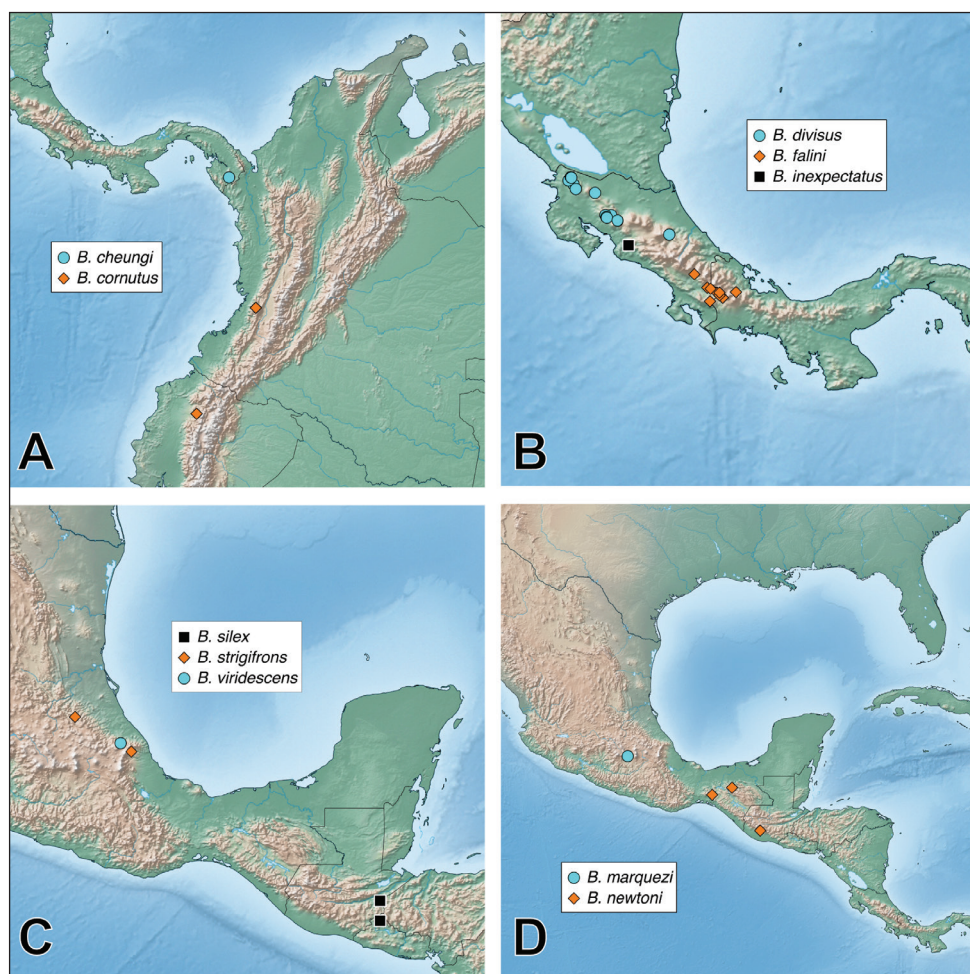 B. cheungi
B. cornutus
A
B. divisus
B. falini
B. inexpectatus
B
B. silex
B. strigifrons
B. viridescens
C
B. marquezi
B. newtoni
D